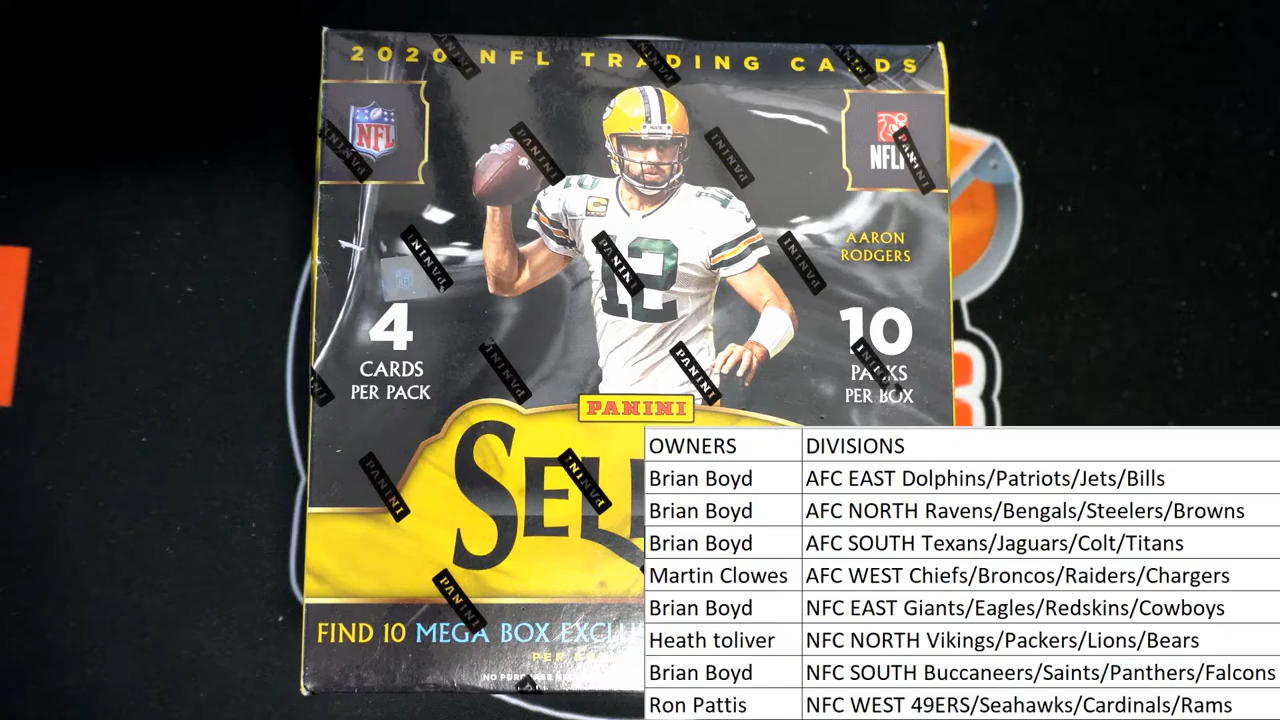 2020 NFL TRADING CARDS
NFL
NFLPA
AARON
RODGERS
12
12
4
CARDS
PER PACK
10
PACKS
PER BOX
PANINI
SEL
FIND 10 MEGA BOX EXCLU
OWNERS DIVISIONS
Brian Boyd AFC EAST Dolphins/Patriots/Jets/Bills
Brian Boyd AFC NORTH Ravens/Bengals/Steelers/Browns
Brian Boyd AFC SOUTH Texans/Jaguars/Colt/Titans
Martin Clowes AFC WEST Chiefs/Broncos/Raiders/Chargers
Brian Boyd NFC EAST Giants/Eagles/Redskins/Cowboys
Heath toliver NFC NORTH Vikings/Packers/Lions/Bears
Brian Boyd NFC SOUTH Buccaneers/Saints/Panthers/Falcons
Ron Pattis NFC WEST 49ERS/Seahawks/Cardinals/Rams